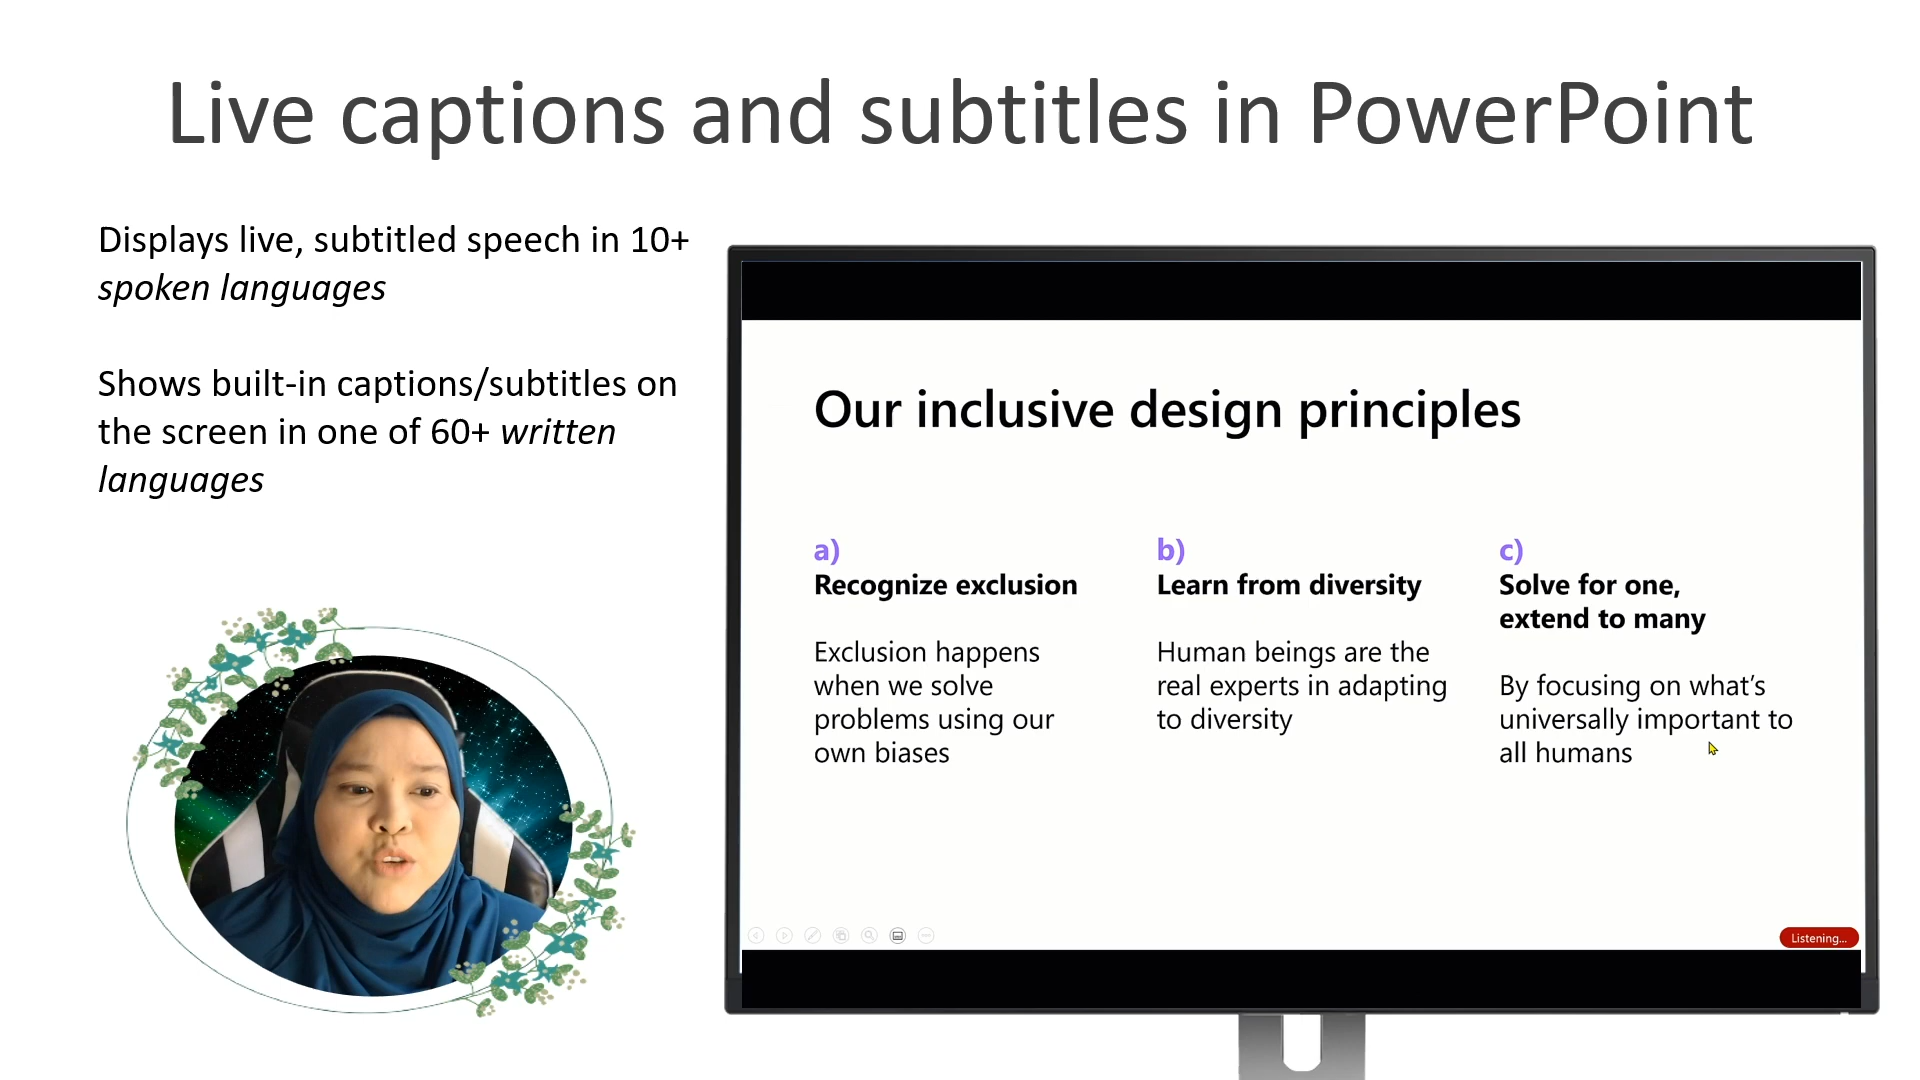 Live captions and subtitles in PowerPoint
Displays live, subtitled speech in 10+
spoken languages
Shows built-in captions/subtitles on
the screen in one of 60+ written
languages
Our inclusive design principles
a)
Recognize exclusion
Exclusion happens
when we solve
problems using our
own biases
b)
Learn from diversity
Human beings are the
real experts in adapting
to diversity
c)
Solve for one,
extend to many
By focusing on what’s
universally important to
all humans
Listening...